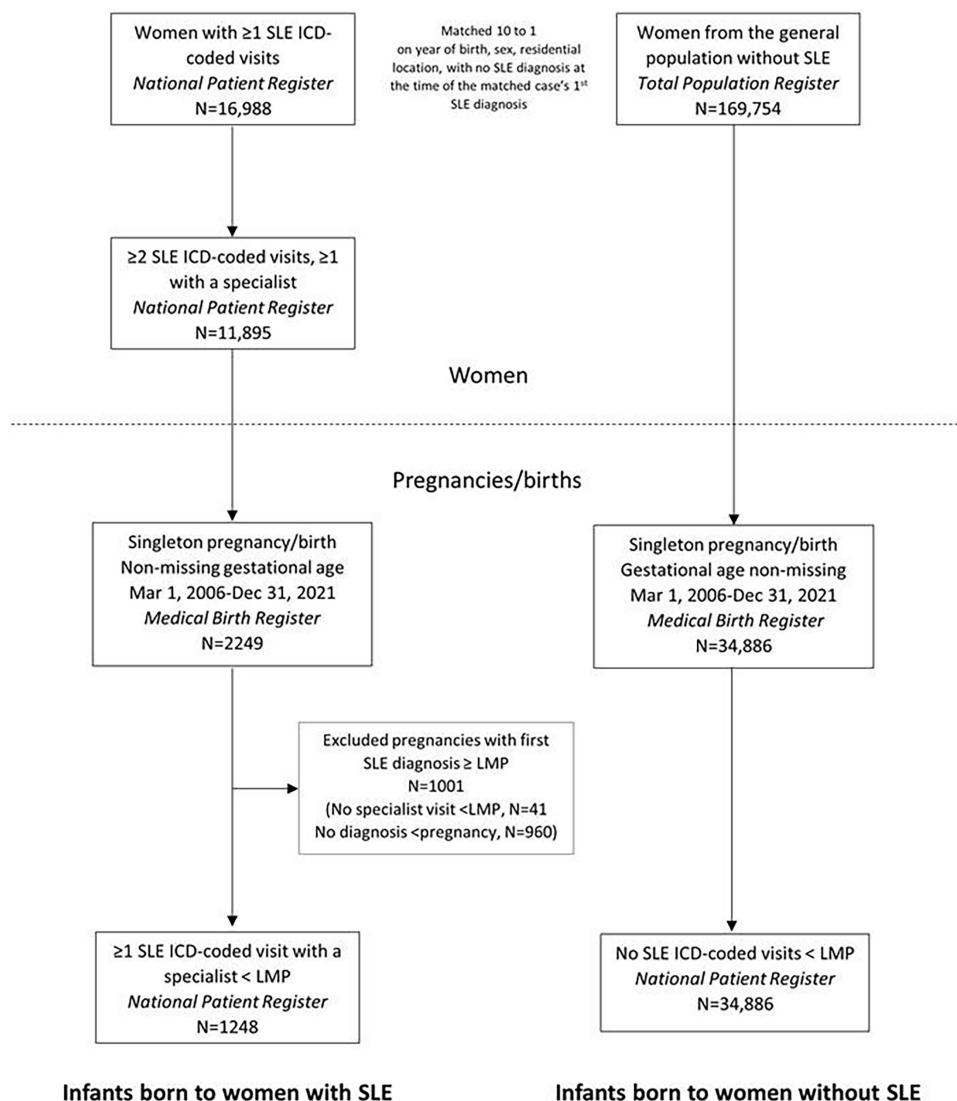 Women with ≥1 SLE ICD-
coded visits
National Patient Register
N=16,988
Matched 10 to 1
on year of birth, sex, residential
location, with no SLE diagnosis at
the time of the matched case's 1st
SLE diagnosis
Women from the general
population without SLE
Total Population Register
N=169,754
≥2 SLE ICD-coded visits, ≥1
with a specialist
National Patient Register
N=11,895
Women
Pregnancies/births
Singleton pregnancy/birth
Non-missing gestational age
Mar 1, 2006-Dec 31, 2021
Medical Birth Register
N=2249
Singleton pregnancy/birth
Gestational age non-missing
Mar 1, 2006-Dec 31, 2021
Medical Birth Register
N=34,886
Excluded pregnancies with first
SLE diagnosis ≥ LMP
N=1001
(No specialist visit <LMP, N=41
No diagnosis <pregnancy, N=960)
≥1 SLE ICD-coded visit with a
specialist < LMP
National Patient Register
N=1248
No SLE ICD-coded visits < LMP
National Patient Register
N=34,886
Infants born to women with SLE
Infants born to women without SLE